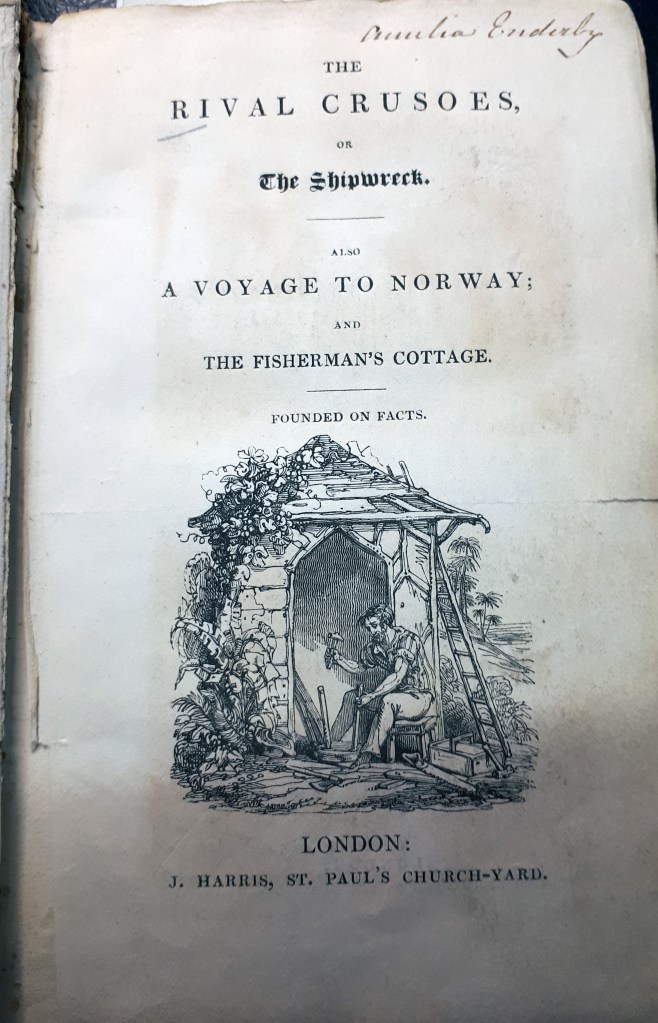 Amelia Enderby
THE
RIVAL CRUSOES,
OR
The Shipwreck.
ALSO
A VOYAGE TO NORWAY;
AND
THE FISHERMAN'S COTTAGE.
FOUNDED ON FACTS.
LONDON:
J. HARRIS, ST. PAUL'S CHURCH-YARD.